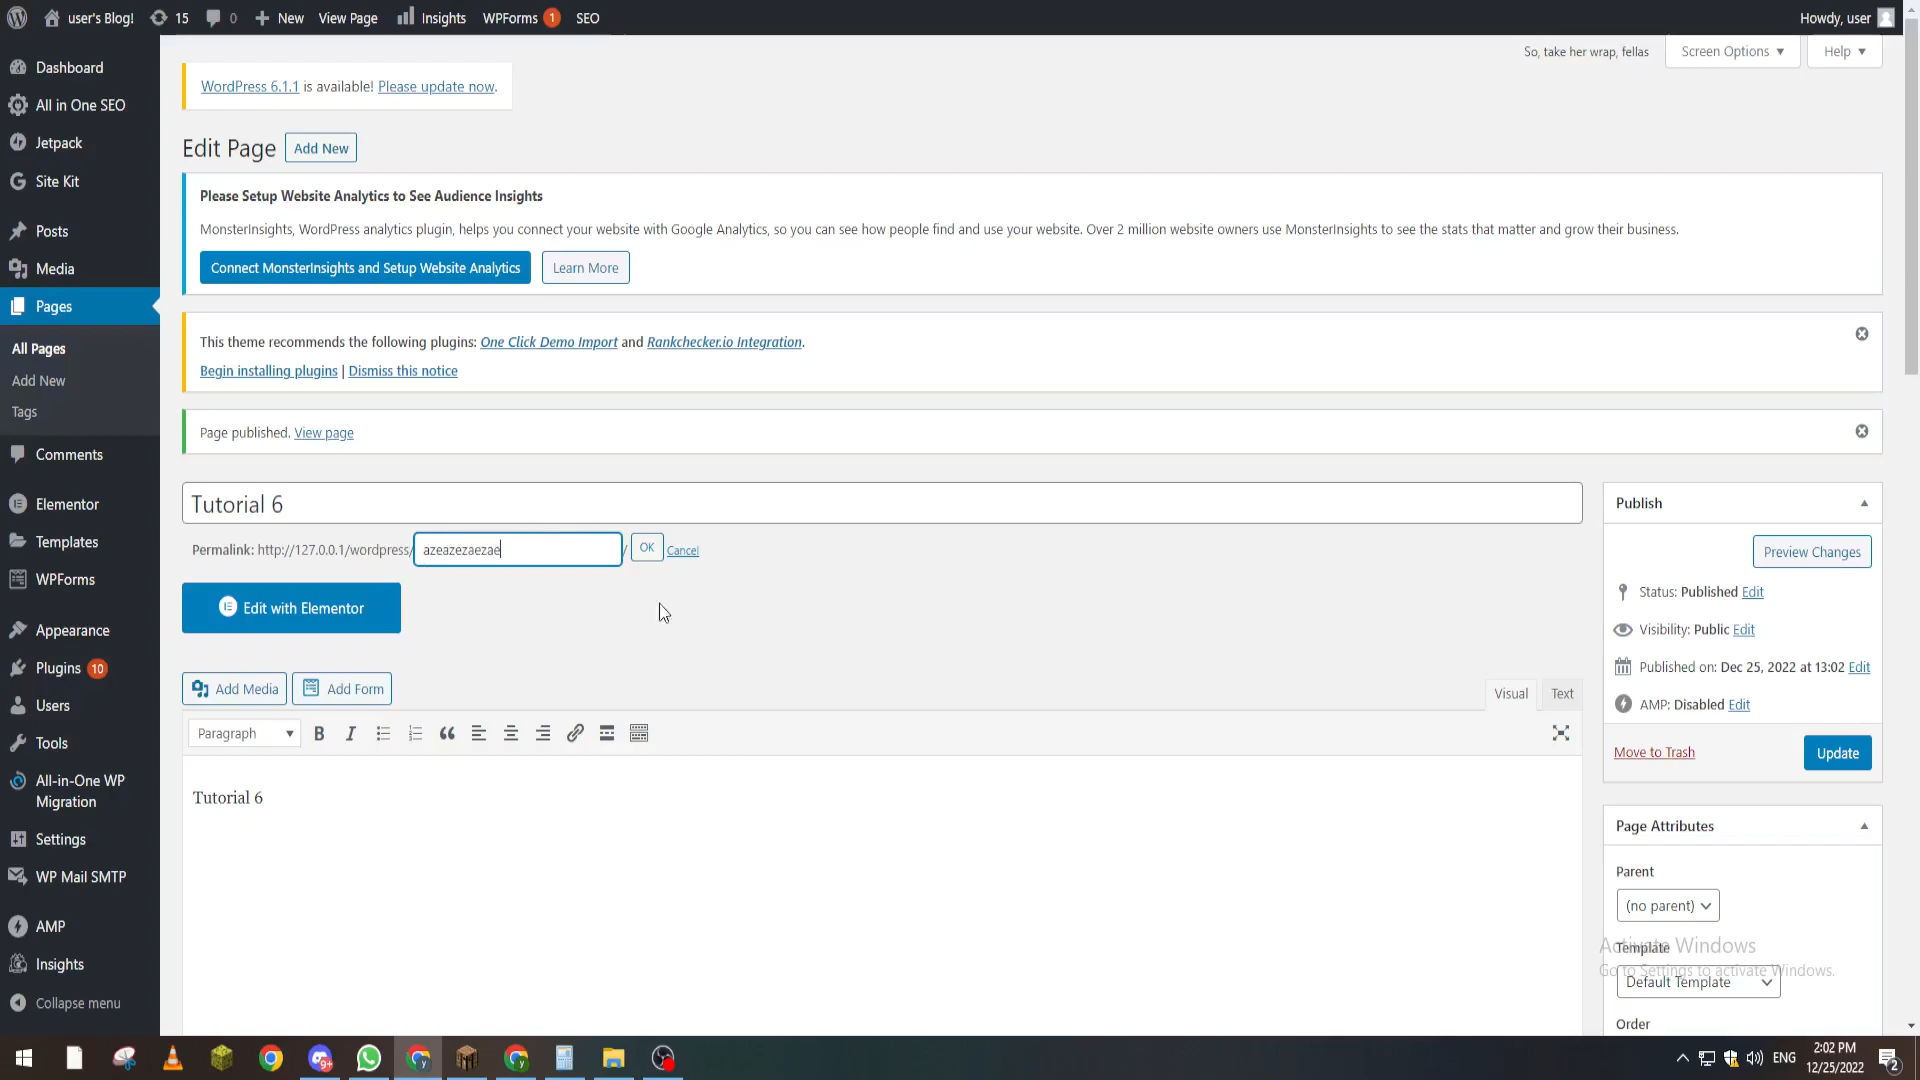 user's Blog! 15 0 New View Page Insights WPForms 1 SEO Howdy, user
So, take her wrap, fellas Screen Options Help
Dashboard
All in One SEO
Jetpack
Site Kit
Posts
Media
Pages
All Pages
Add New
Tags
Comments
Elementor
Templates
WPForms
Appearance
Plugins 10
Users
Tools
All-in-One WP
Migration
Settings
WP Mail SMTP
AMP
Insights
Collapse menu
WordPress 6.1.1 is available! Please update now.
Edit Page Add New
Please Setup Website Analytics to See Audience Insights
MonsterInsights, WordPress analytics plugin, helps you connect your website with Google Analytics, so you can see how people find and use your website. Over 2 million website owners use MonsterInsights to see the stats that matter and grow their business.
Connect MonsterInsights and Setup Website Analytics Learn More
This theme recommends the following plugins: One Click Demo Import and Rankchecker.io Integration.
Begin installing plugins | Dismiss this notice
Page published. View page
Tutorial 6
Permalink: http://127.0.0.1/wordpress/ azeazezaezae / OK Cancel
Edit with Elementor
Add Media Add Form
Visual Text
Paragraph B I
Tutorial 6
Publish
Preview Changes
Status: Published Edit
Visibility: Public Edit
Published on: Dec 25, 2022 at 13:02 Edit
AMP: Disabled Edit
Move to Trash Update
Page Attributes
Parent
(no parent)
Template
Default Template
Order
Activate Windows
Go to Settings to activate Windows.
9+
ENG
2:02 PM
12/25/2022
2